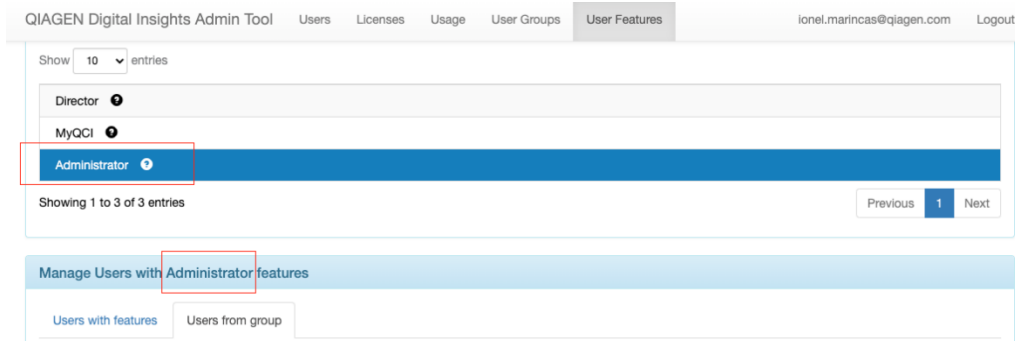 QIAGEN Digital Insights Admin Tool Users Licenses Usage User Groups User Features ionel.marincas@qiagen.com Logout
Show 10 entries
Director ?
MyQCI ?
Administrator ?
Showing 1 to 3 of 3 entries Previous 1 Next
Manage Users with Administrator features
Users with features Users from group